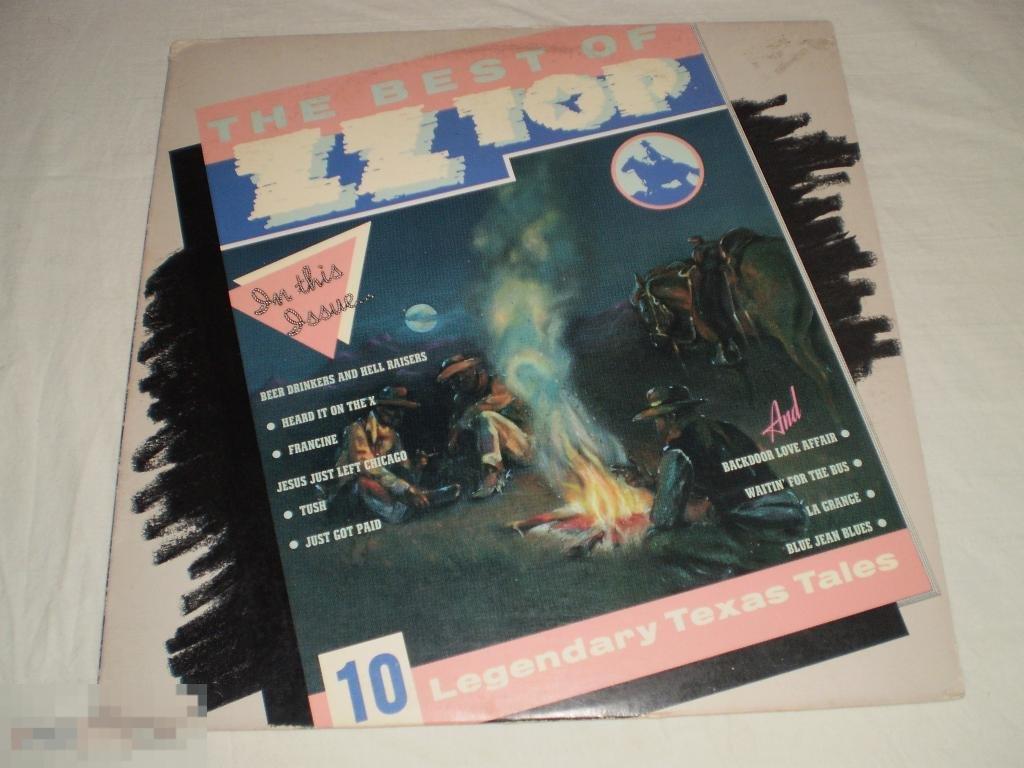 THE BEST OF
ZZ TOP
In this
Issue...
BEER DRINKERS AND HELL RAISERS
• HEARD IT ON THE X
• FRANCINE
JESUS JUST LEFT CHICAGO
• TUSH
• JUST GOT PAID
And
BACKDOOR LOVE AFFAIR •
WAITIN' FOR THE BUS •
LA GRANGE •
BLUE JEAN BLUES •
10 Legendary Texas Tales